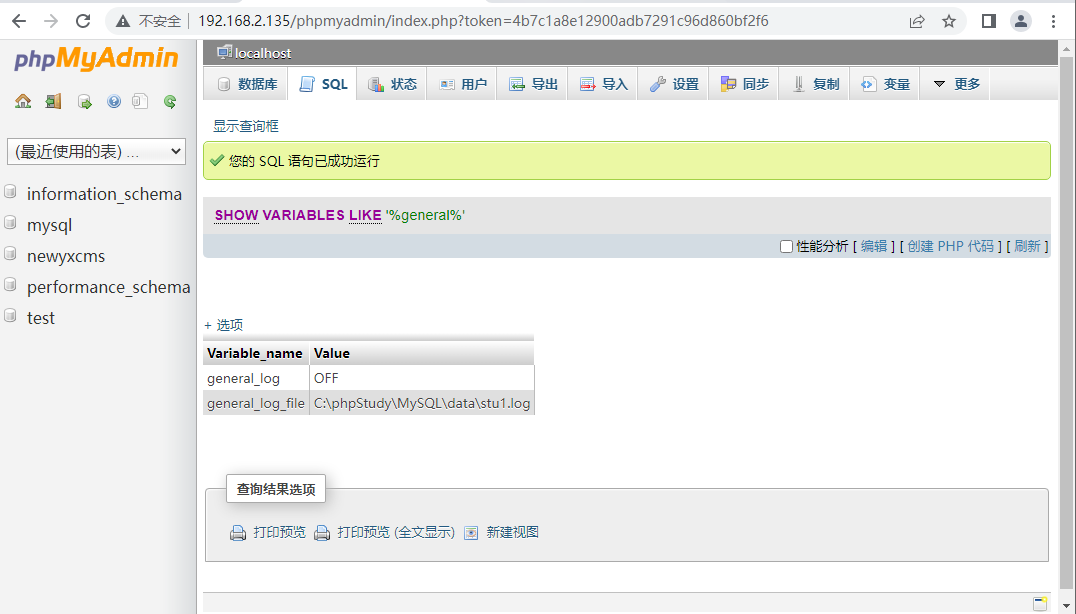 不安全 192.168.2.135/phpmyadmin/index.php?token=4b7c1a8e12900adb7291c96d860bf2f6
phpMyAdmin
(最近使用的表) ...
information_schema
mysql
newyxcms
performance_schema
test
localhost
数据库 SQL 状态 用户 导出 导入 设置 同步 复制 变量 更多
显示查询框
您的 SQL 语句已成功运行
SHOW VARIABLES LIKE '%general%'
性能分析 [ 编辑 ] [ 创建 PHP 代码 ] [ 刷新 ]
+ 选项
Variable_name Value
general_log OFF
general_log_file C:\phpStudy\MySQL\data\stu1.log
查询结果选项
打印预览 打印预览 (全文显示) 新建视图